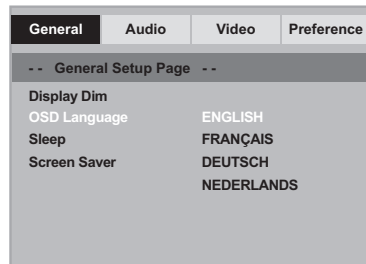 General Audio Video Preference
- - General Setup Page - -
Display Dim
OSD Language ENGLISH
Sleep FRANÇAIS
Screen Saver DEUTSCH
NEDERLANDS